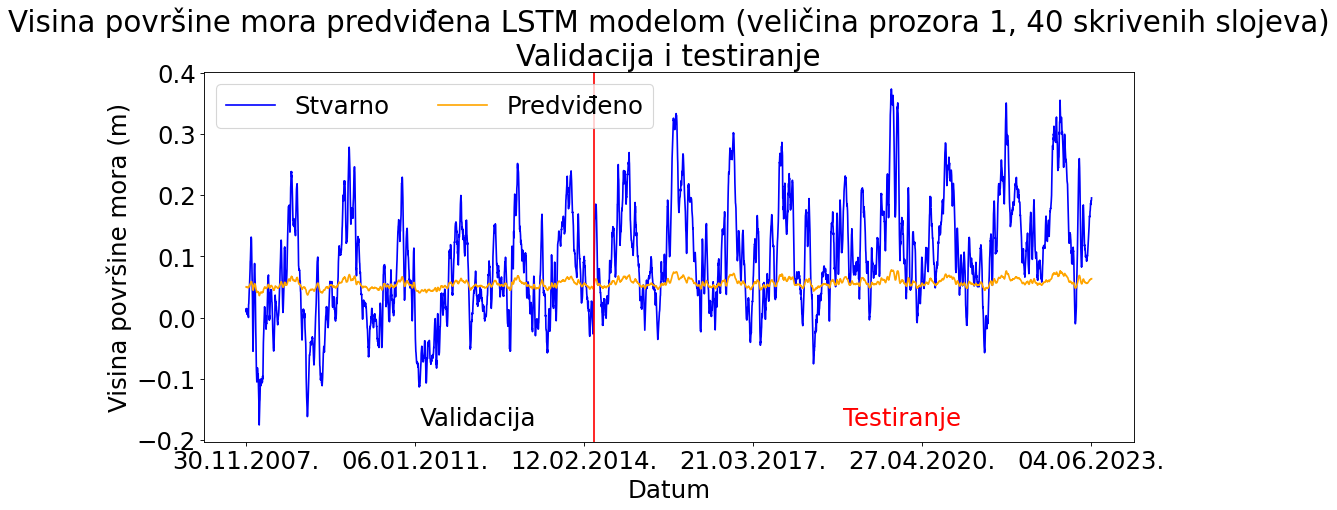 Visina površine mora predviđena LSTM modelom (veličina prozora 1, 40 skrivenih slojeva)
Validacija i testiranje
Stvarno
Predviđeno
Visina površine mora (m)
0.4
0.3
0.2
0.1
0.0
−0.1
−0.2
Validacija
Testiranje
30.11.2007.
06.01.2011.
12.02.2014.
21.03.2017.
27.04.2020.
04.06.2023.
Datum